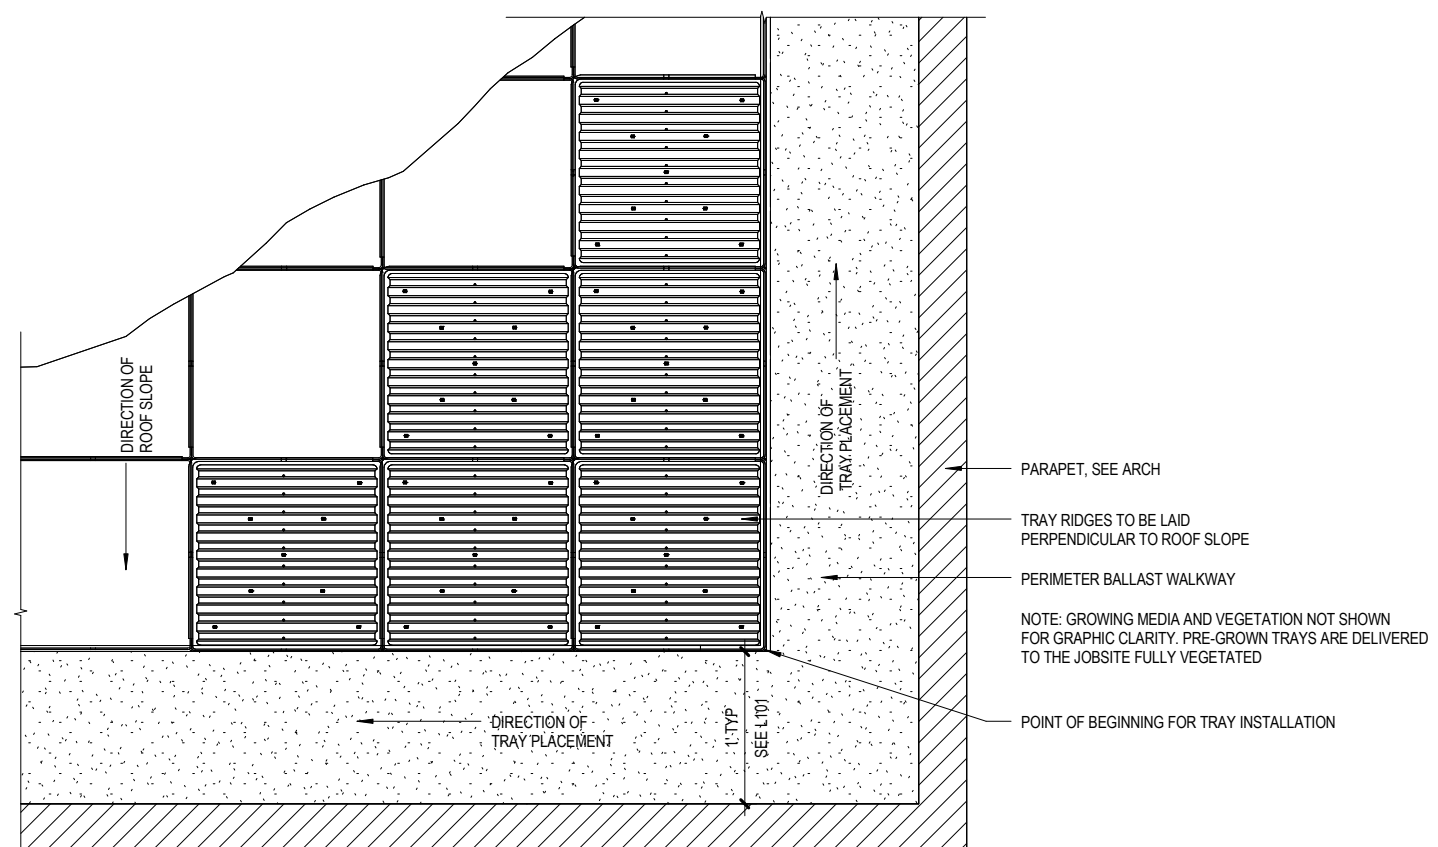 DIRECTION OF
ROOF SLOPE
DIRECTION OF
TRAY PLACEMENT
PARAPET, SEE ARCH
TRAY RIDGES TO BE LAID
PERPENDICULAR TO ROOF SLOPE
PERIMETER BALLAST WALKWAY
NOTE: GROWING MEDIA AND VEGETATION NOT SHOWN
FOR GRAPHIC CLARITY. PRE-GROWN TRAYS ARE DELIVERED
TO THE JOBSITE FULLY VEGETATED
POINT OF BEGINNING FOR TRAY INSTALLATION
DIRECTION OF
TRAY PLACEMENT
1' TYP
SEE L101